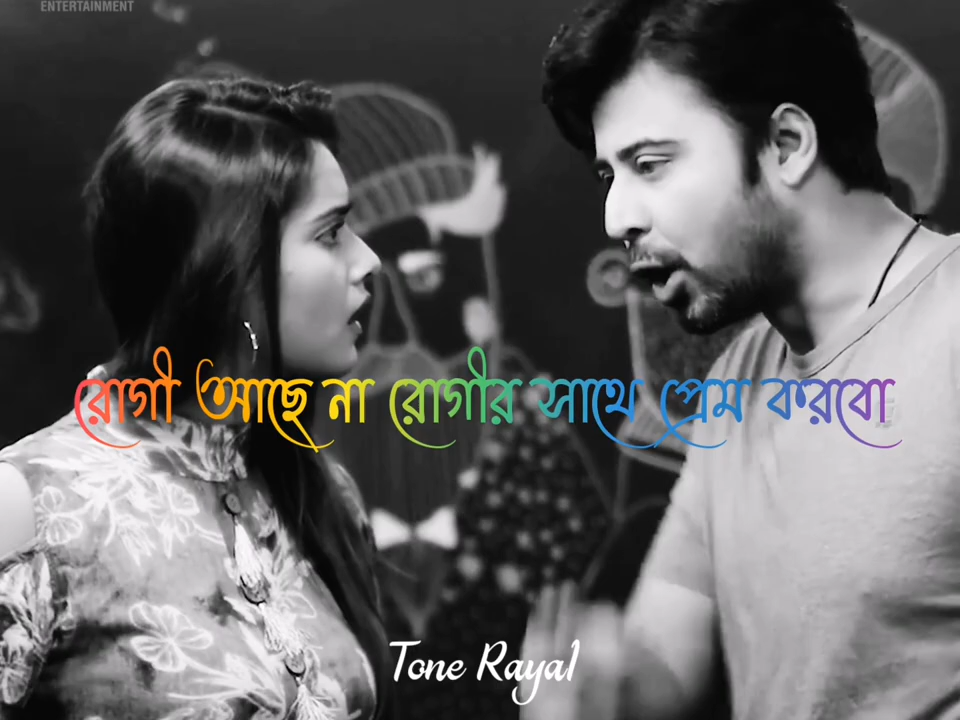 ENTERTAINMENT
রোগী আছে না রোগীর সাথে প্রেম করবো
Tone Rayal